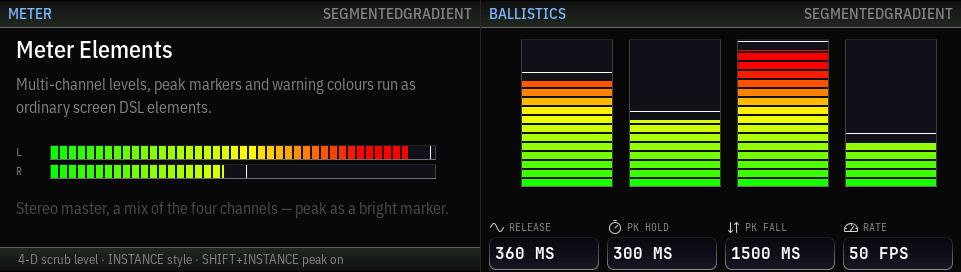 METER
SEGMENTEDGRADIENT
Meter Elements
Multi-channel levels, peak markers and warning colours run as
ordinary screen DSL elements.
L
R
Stereo master, a mix of the four channels — peak as a bright marker.
4-D scrub level · INSTANCE style · SHIFT+INSTANCE peak on
BALLISTICS
SEGMENTEDGRADIENT
RELEASE
360 MS
PK HOLD
300 MS
PK FALL
1500 MS
RATE
50 FPS